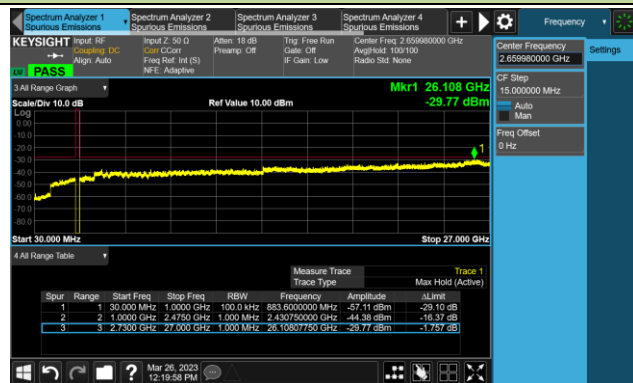 Spectrum Analyzer 1 Spectrum Analyzer 2 Spectrum Analyzer 3 Spectrum Analyzer 4 Frequency
Spurious Emissions Spurious Emissions Spurious Emissions Spurious Emissions
KEYSIGHT Input: RF Input Z: 50 Ω Atten: 18 dB Trig: Free Run Center Freq: 2.659980000 GHz
Coupling: DC Corr CCorr Preamp: Off Gate: Off Avg|Hold: 100/100
Align: Auto Freq Ref: Int (S) IF Gain: Low Radio Std: None
NFE: Adaptive
PASS
Center Frequency Settings
2.659980000 GHz
CF Step
15.000000 MHz
Auto
Man
Freq Offset
0 Hz
3 All Range Graph Mkr1 26.108 GHz
Scale/Div 10.0 dB Ref Value 10.00 dBm -29.77 dBm
Log
0.00
-10.0
-20.0
-30.0
-40.0
-50.0
-60.0
-70.0
-80.0
1
Start 30.000 MHz Stop 27.000 GHz
4 All Range Table
Measure Trace Trace 1
Trace Type Max Hold (Active)
Spur Range Start Freq Stop Freq RBW Frequency Amplitude ΔLimit
1 1 30.000 MHz 1.0000 GHz 100.0 kHz 883.6000000 MHz -57.11 dBm -29.10 dB
2 2 1.0000 GHz 2.4750 GHz 1.000 MHz 2.430750000 GHz -44.38 dBm -16.37 dB
3 3 2.7300 GHz 27.000 GHz 1.000 MHz 26.10807750 GHz -29.77 dBm -1.757 dB
? Mar 26, 2023
12:19:58 PM